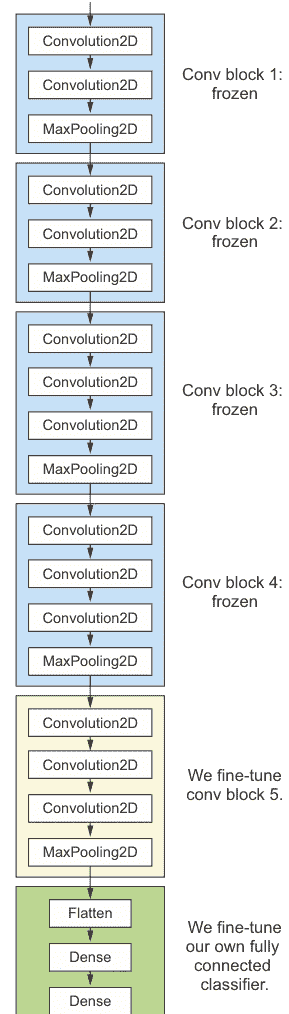 Convolution2D
Convolution2D
MaxPooling2D
Conv block 1:
frozen
Convolution2D
Convolution2D
MaxPooling2D
Conv block 2:
frozen
Convolution2D
Convolution2D
Convolution2D
MaxPooling2D
Conv block 3:
frozen
Convolution2D
Convolution2D
Convolution2D
MaxPooling2D
Conv block 4:
frozen
Convolution2D
Convolution2D
Convolution2D
MaxPooling2D
We fine-tune
conv block 5.
Flatten
Dense
Dense
We fine-tune
our own fully
connected
classifier.